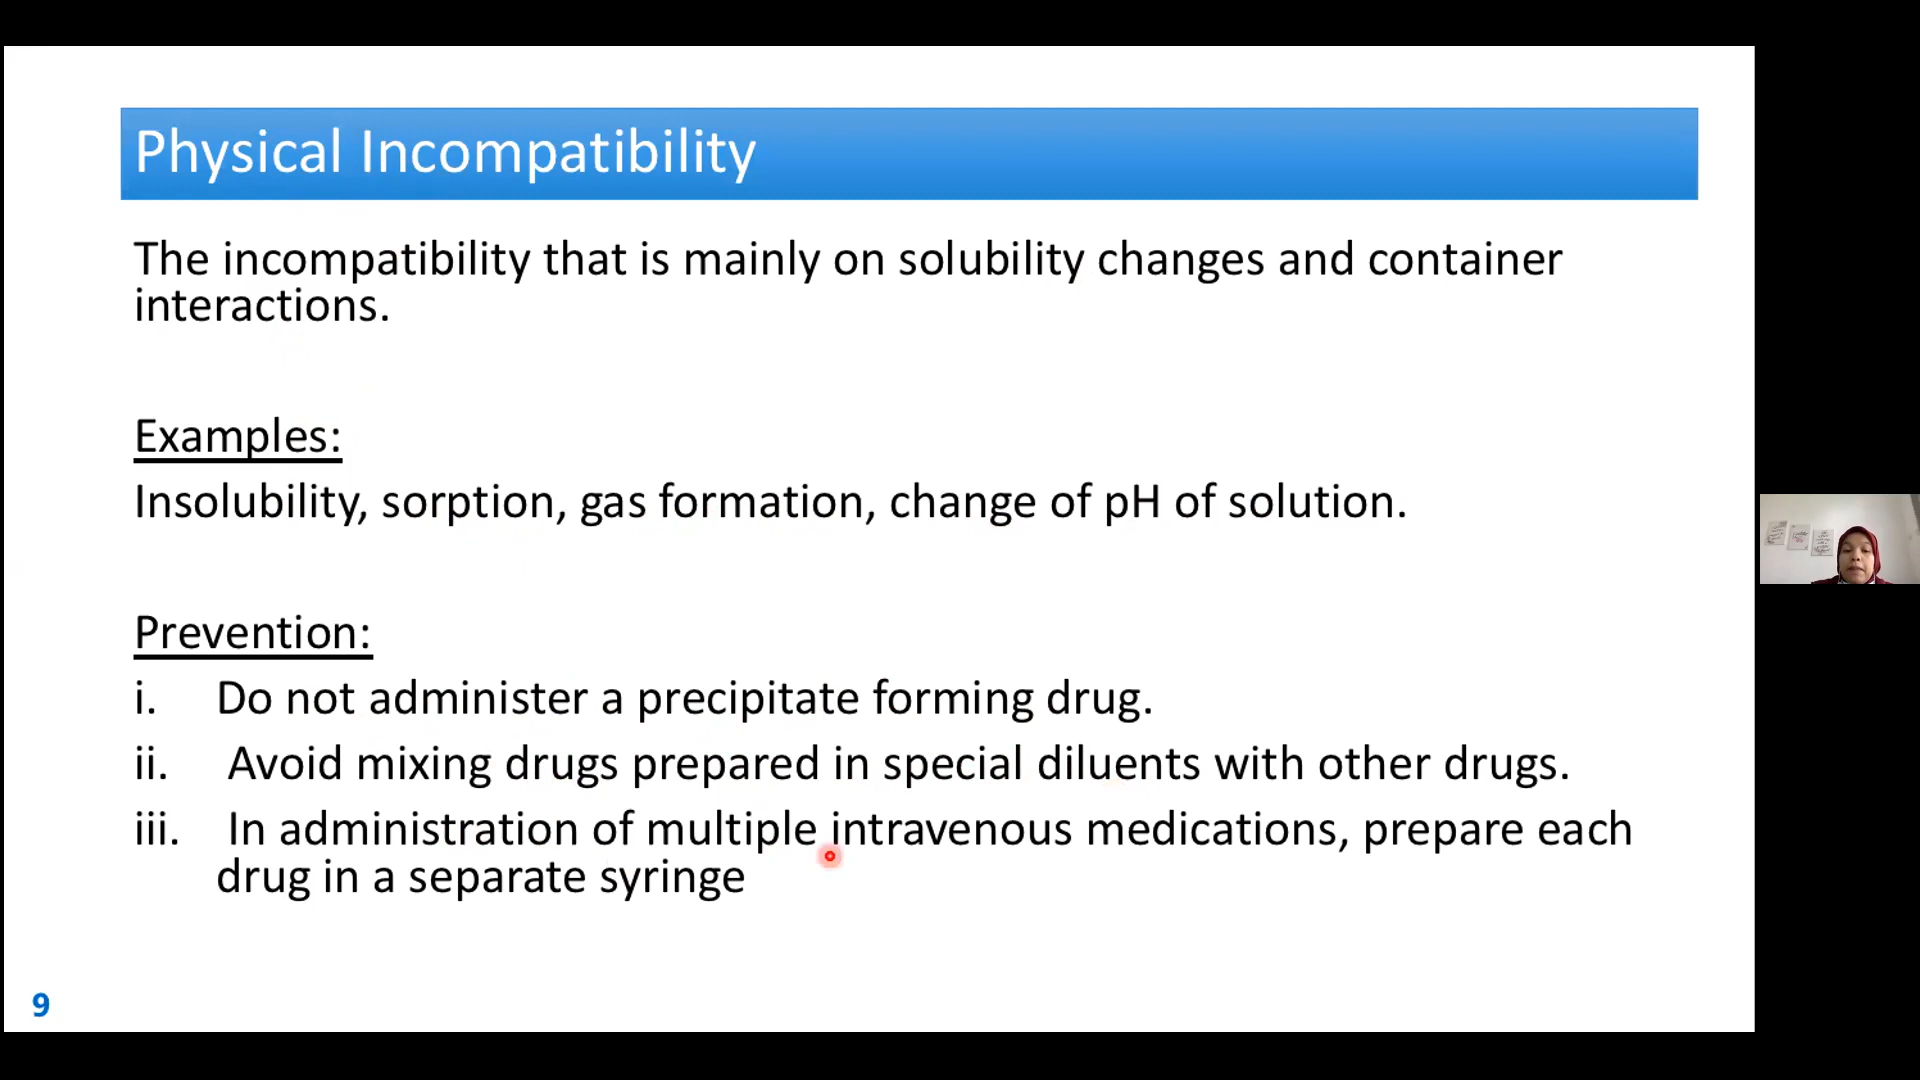 Physical Incompatibility
The incompatibility that is mainly on solubility changes and container
interactions.
Examples:
Insolubility, sorption, gas formation, change of pH of solution.
Prevention:
i. Do not administer a precipitate forming drug.
ii. Avoid mixing drugs prepared in special diluents with other drugs.
iii. In administration of multiple intravenous medications, prepare each
drug in a separate syringe
9